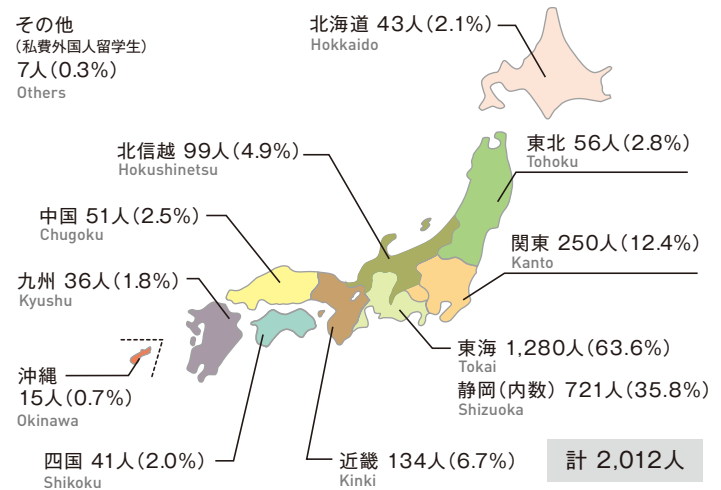 その他
(私費外国人留学生)
7人(0.3%)
Others
北海道 43人(2.1%)
Hokkaido
北信越 99人(4.9%)
Hokushinetsu
東北 56人(2.8%)
Tohoku
中国 51人(2.5%)
Chugoku
関東 250人(12.4%)
Kanto
九州 36人(1.8%)
Kyushu
東海 1,280人(63.6%)
Tokai
静岡(内数) 721人(35.8%)
Shizuoka
沖縄
15人(0.7%)
Okinawa
四国 41人(2.0%)
Shikoku
近畿 134人(6.7%)
Kinki
計 2,012人